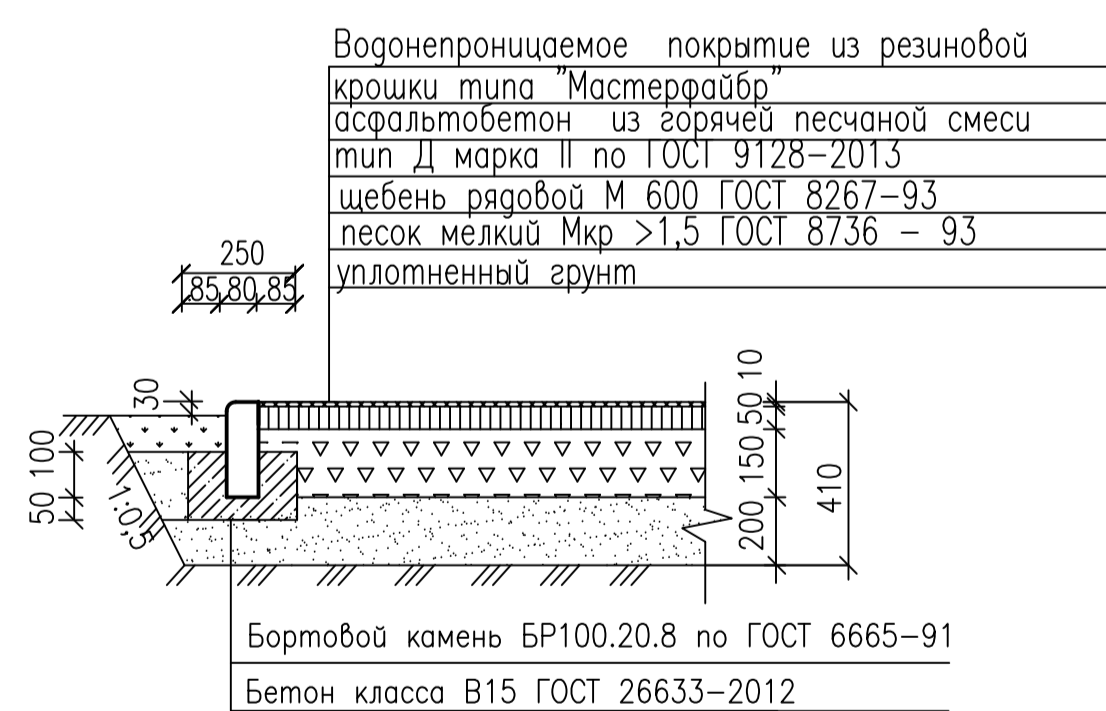 Водонепроницаемое покрытие из резиновой
крошки типа "Мастерфайбр"
асфальтобетон из горячей песчаной смеси
тип Д марка II по ГОСТ 9128-2013
щебень рядовой М 600 ГОСТ 8267-93
песок мелкий Мкр >1,5 ГОСТ 8736 - 93
уплотненный грунт
250
85 80 85
30
50 100
1:0,5
200 150 50 10
410
Бортовой камень БР100.20.8 по ГОСТ 6665-91
Бетон класса В15 ГОСТ 26633-2012